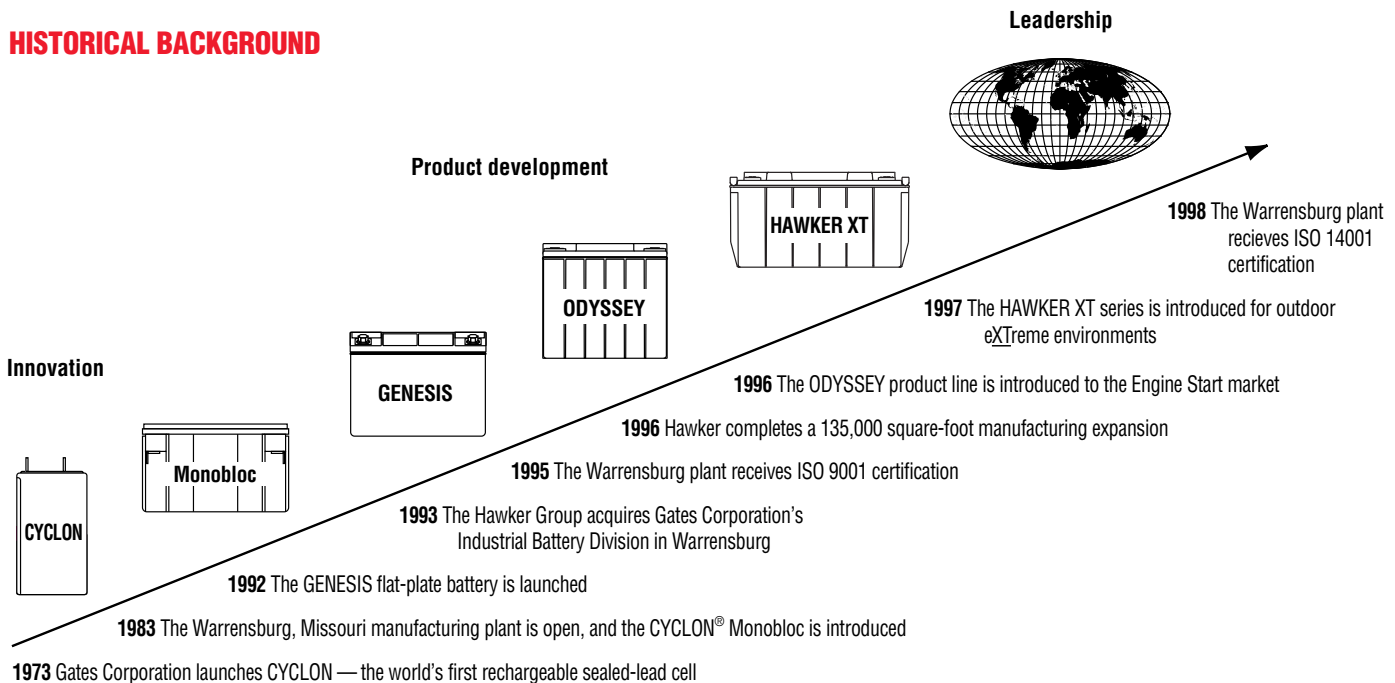 HISTORICAL BACKGROUND
Leadership
Product development
HAWKER XT
ODYSSEY
GENESIS
Innovation
Monobloc
CYCLON
1998 The Warrensburg plant
recieves ISO 14001
certification
1997 The HAWKER XT series is introduced for outdoor
eXTreme environments
1996 The ODYSSEY product line is introduced to the Engine Start market
1996 Hawker completes a 135,000 square-foot manufacturing expansion
1995 The Warrensburg plant receives ISO 9001 certification
1993 The Hawker Group acquires Gates Corporation's
Industrial Battery Division in Warrensburg
1992 The GENESIS flat-plate battery is launched
1983 The Warrensburg, Missouri manufacturing plant is open, and the CYCLON® Monobloc is introduced
1973 Gates Corporation launches CYCLON — the world's first rechargeable sealed-lead cell